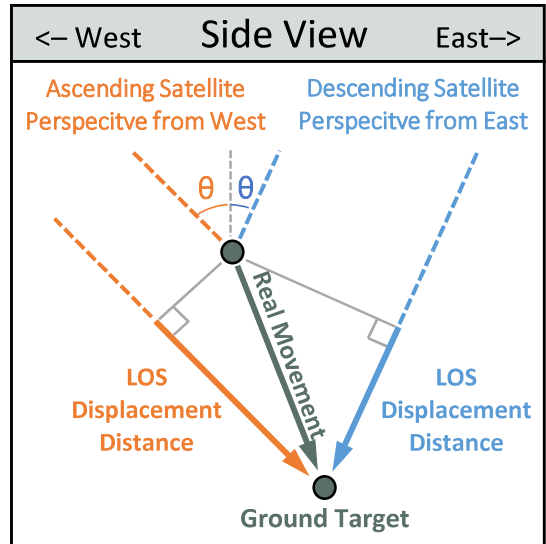 <– West Side View East–>
Ascending Satellite
Perspecitve from West
Descending Satellite
Perspecitve from East
θ θ
Real Movement
LOS
Displacement
Distance
LOS
Displacement
Distance
Ground Target